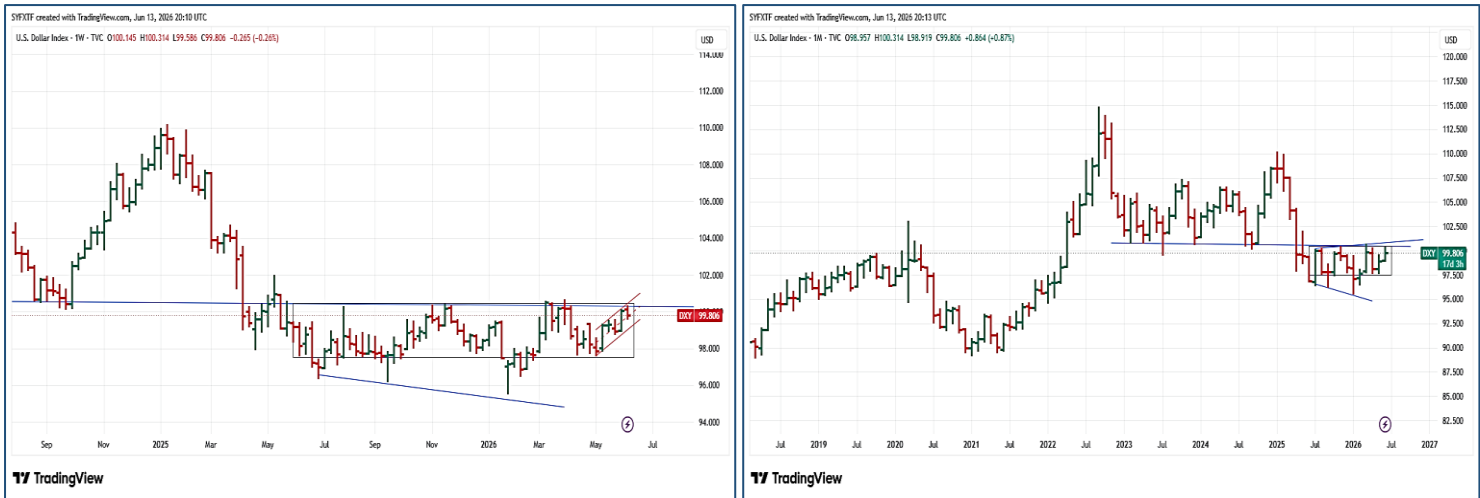 SYFXTF created with TradingView.com, Jun 13, 2026 20:10 UTC
U.S. Dollar Index · 1W · TVC O100.145 H100.314 L99.586 C99.806 -0.265 (-0.26%)
USD
114.000
112.000
110.000
108.000
106.000
104.000
102.000
DXY 99.806
98.000
96.000
94.000
Sep Nov 2025 Mar May Jul Sep Nov 2026 Mar May Jul
TradingView
SYFXTF created with TradingView.com, Jun 13, 2026 20:13 UTC
U.S. Dollar Index · 1M · TVC O98.957 H100.314 L98.919 C99.806 +0.864 (+0.87%)
USD
120.000
117.500
115.000
112.500
110.000
107.500
105.000
102.500
DXY 99.806
17d 3h
97.500
95.000
92.500
90.000
87.500
85.000
82.500
Jul 2019 Jul 2020 Jul 2021 Jul 2022 Jul 2023 Jul 2024 Jul 2025 Jul 2026 Jul 2027
TradingView